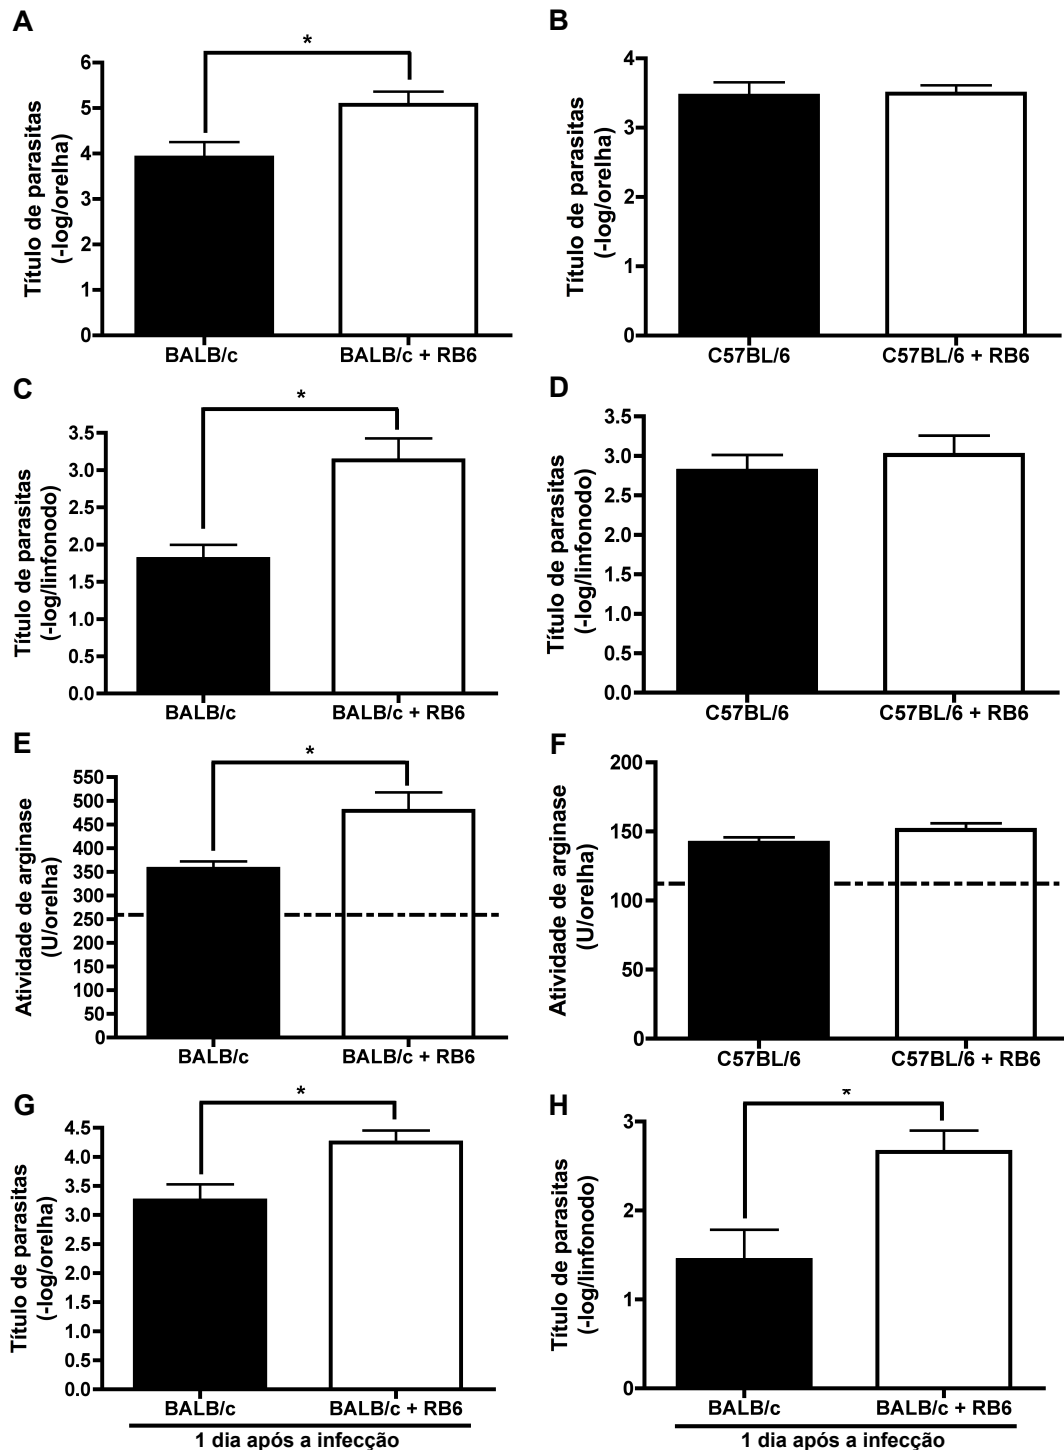 A
*
Título de parasitas
(-log/orelha)
6
5
4
3
2
1
0
BALB/c
BALB/c + RB6
B
Título de parasitas
(-log/orelha)
4
3
2
1
0
C57BL/6
C57BL/6 + RB6
C
*
Título de parasitas
(-log/linfonodo)
3.5
3.0
2.5
2.0
1.5
1.0
0.5
0.0
BALB/c
BALB/c + RB6
D
Título de parasitas
(-log/linfonodo)
3.5
3.0
2.5
2.0
1.5
1.0
0.5
0.0
C57BL/6
C57BL/6 + RB6
E
*
Atividade de arginase
(U/orelha)
550
500
450
400
350
300
250
200
150
100
50
0
BALB/c
BALB/c + RB6
F
Atividade de arginase
(U/orelha)
200
150
100
50
0
C57BL/6
C57BL/6 + RB6
G
*
Título de parasitas
(-log/orelha)
4.5
4.0
3.5
3.0
2.5
2.0
1.5
1.0
0.5
0.0
BALB/c
BALB/c + RB6
1 dia após a infecção
H
*
Título de parasitas
(-log/linfonodo)
3
2
1
0
BALB/c
BALB/c + RB6
1 dia após a infecção